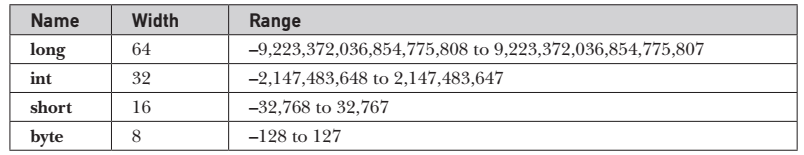 Name Width Range
long 64 –9,223,372,036,854,775,808 to 9,223,372,036,854,775,807
int 32 –2,147,483,648 to 2,147,483,647
short 16 –32,768 to 32,767
byte 8 –128 to 127